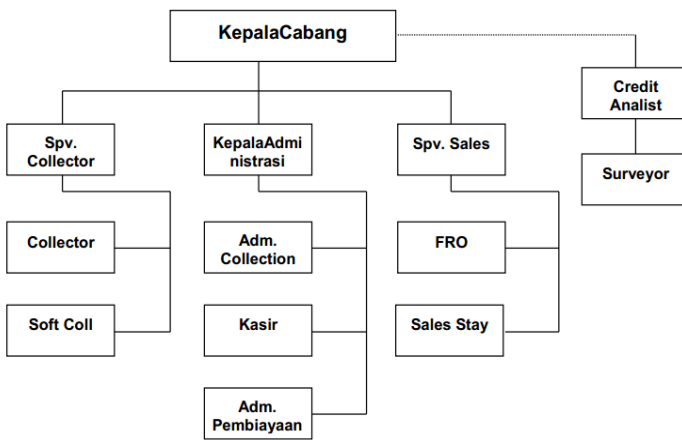 KepalaCabang
Credit
Analist
Spv.
Collector
KepalaAdmi
nistrasi
Spv. Sales
Surveyor
Collector
Adm.
Collection
FRO
Soft Coll
Kasir
Sales Stay
Adm.
Pembiayaan